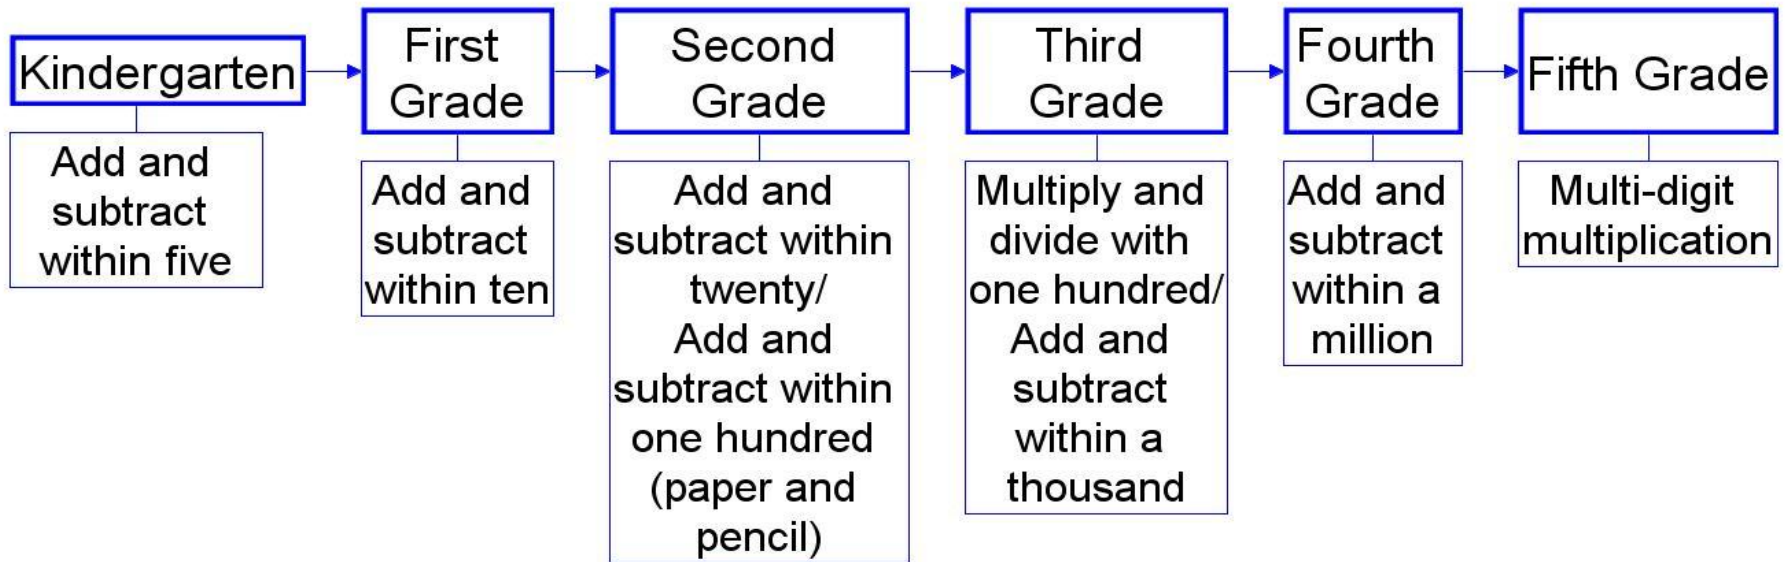 Kindergarten
Add and
subtract
within five
First
Grade
Add and
subtract
within ten
Second
Grade
Add and
subtract within
twenty/
Add and
subtract within
one hundred
(paper and
pencil)
Third
Grade
Multiply and
divide with
one hundred/
Add and
subtract
within a
thousand
Fourth
Grade
Add and
subtract
within a
million
Fifth Grade
Multi-digit
multiplication